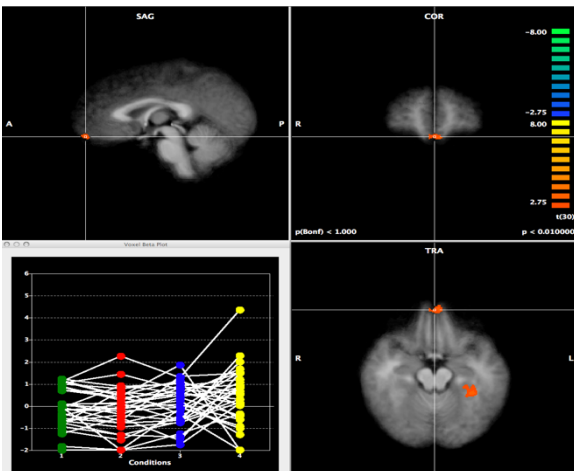 SAG
A
P
COR
R
-8.00
-2.75
8.00
2.75
t(30)
p(Bonf) < 1.000
p < 0.010000
Voxel Beta Plot
6
5
4
3
2
1
0
-1
-2
1 2 3 4
Conditions
TRA
R
L